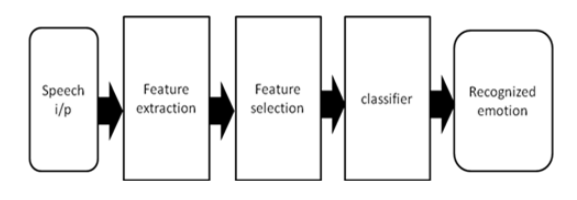 Speech
i/p
Feature
extraction
Feature
selection
classifier
Recognized
emotion